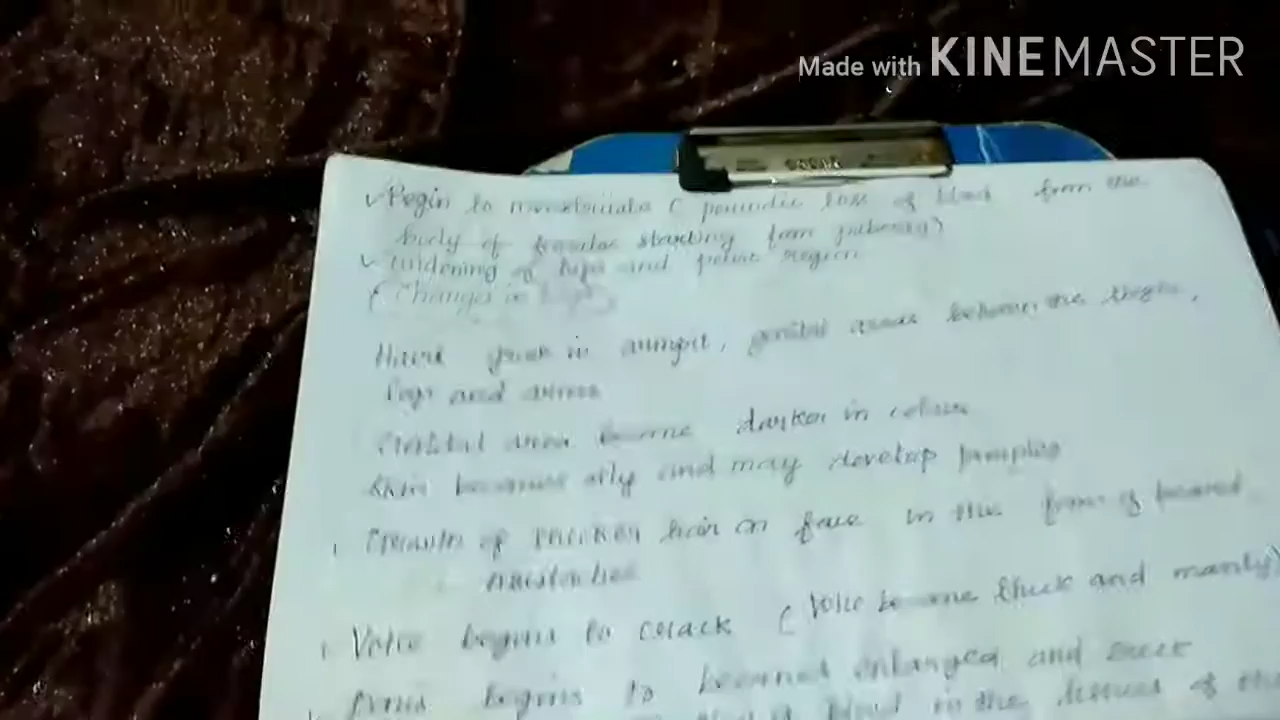 Made with KINEMASTER
✓ Begin to menstruate ( periodic loss of blood from the
body of females starting from puberty)
✓ Widening of hips and pelvic region
(Changes in
Hair grow in armpit, genital areas between the thighs,
legs and arms
Genital area become darker in colour
Skin becomes oily and may develop pimples
Growth of thicker hair on face in the form of beard
moustaches
Voice begins to crack ( Voice become thick and manly)
Penis begins to becomes enlarged and erect
blood in the tissues of the